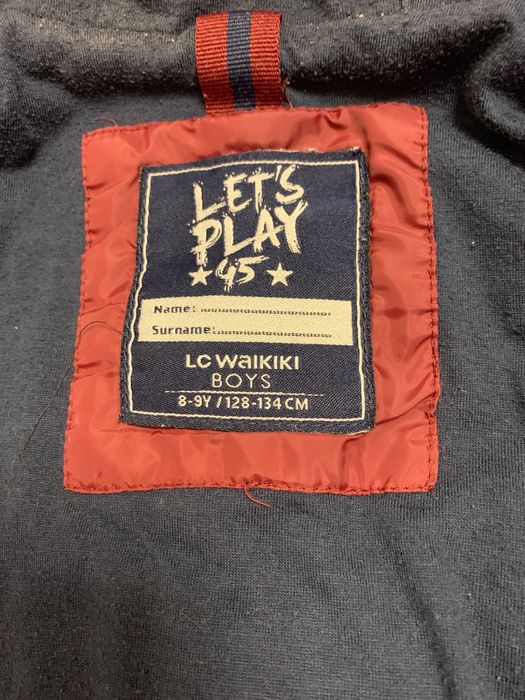 LET'S
PLAY
★45★
Name: ........................
Surname:.....................
LC WAIKIKI
BOYS
8-9Y / 128-134 CM